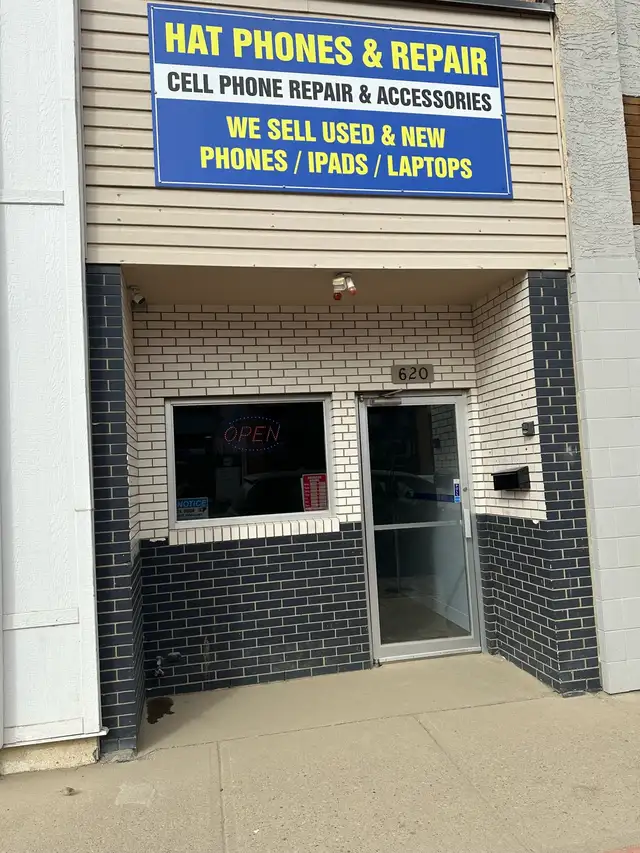 HAT PHONES & REPAIR
CELL PHONE REPAIR & ACCESSORIES
WE SELL USED & NEW
PHONES / IPADS / LAPTOPS
620
OPEN
NOTICE